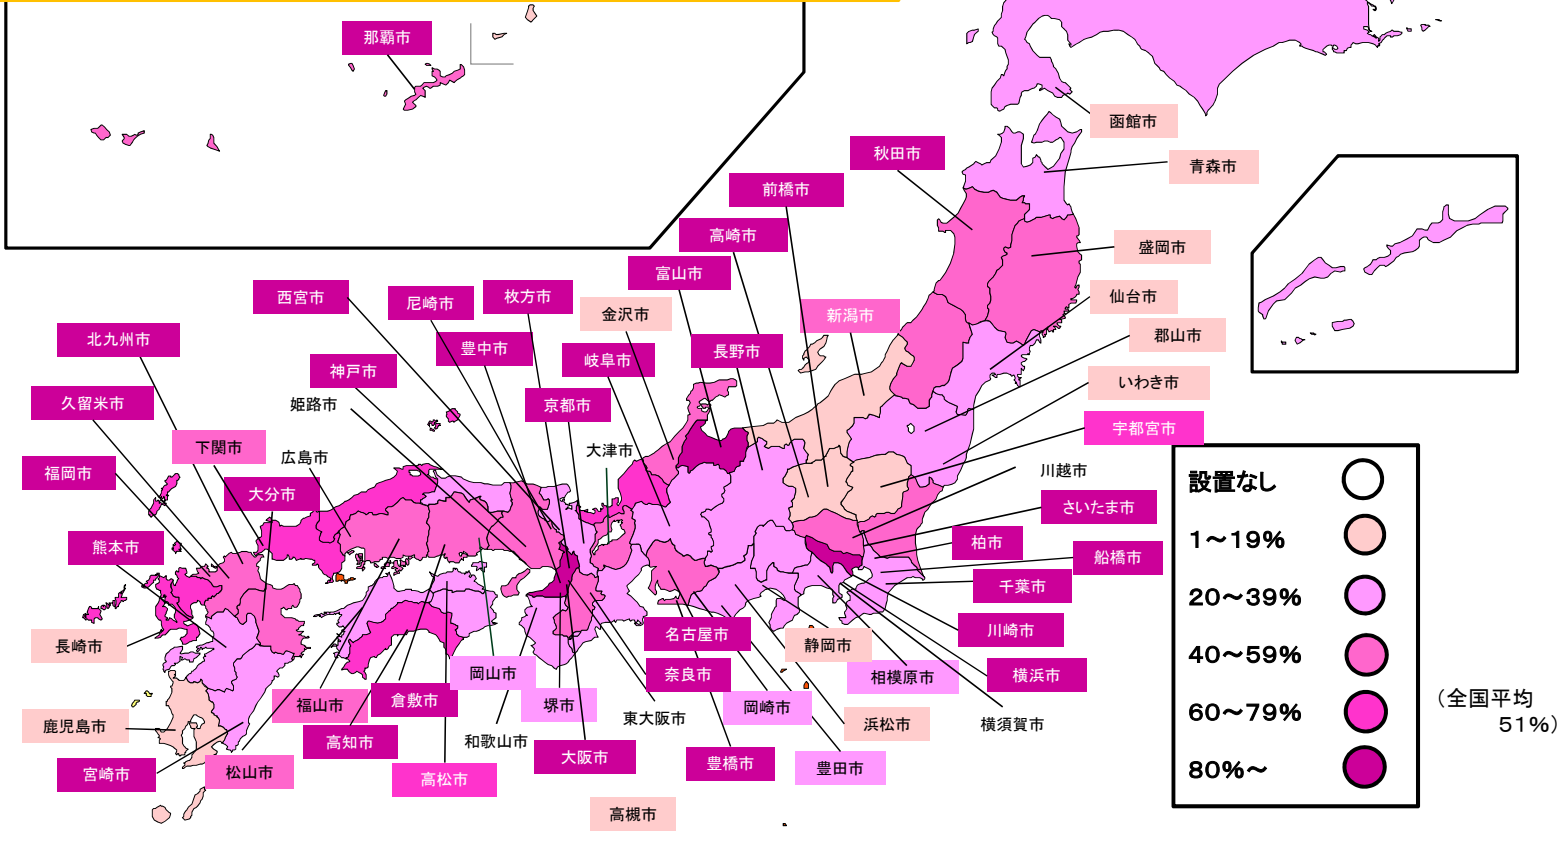 那覇市
函館市
秋田市
青森市
前橋市
高崎市
盛岡市
富山市
西宮市
尼崎市
枚方市
金沢市
新潟市
仙台市
北九州市
豊中市
岐阜市
長野市
郡山市
神戸市
いわき市
久留米市
姫路市
京都市
宇都宮市
下関市
広島市
大津市
川越市
福岡市
大分市
さいたま市
熊本市
柏市
船橋市
千葉市
長崎市
名古屋市
静岡市
川崎市
岡山市
奈良市
相模原市
横浜市
福山市
倉敷市
堺市
東大阪市
岡崎市
浜松市
横須賀市
鹿児島市
高知市
和歌山市
大阪市
豊橋市
豊田市
宮崎市
松山市
高松市
高槻市
設置なし
1～19%
20～39%
40～59%
60～79%
80%～
（全国平均
51%）